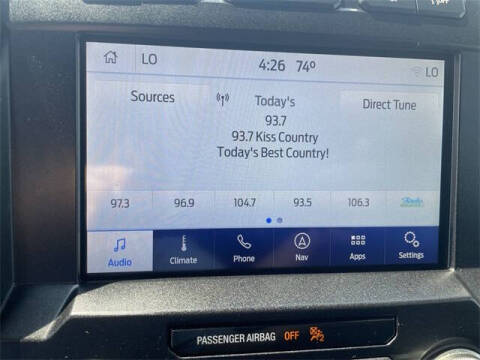 LO 4:26 74° LO
Sources Today's Direct Tune
93.7
93.7 Kiss Country
Today's Best Country!
97.3 96.9 104.7 93.5 106.3
Audio Climate Phone Nav Apps Settings
PASSENGER AIRBAG OFF 2